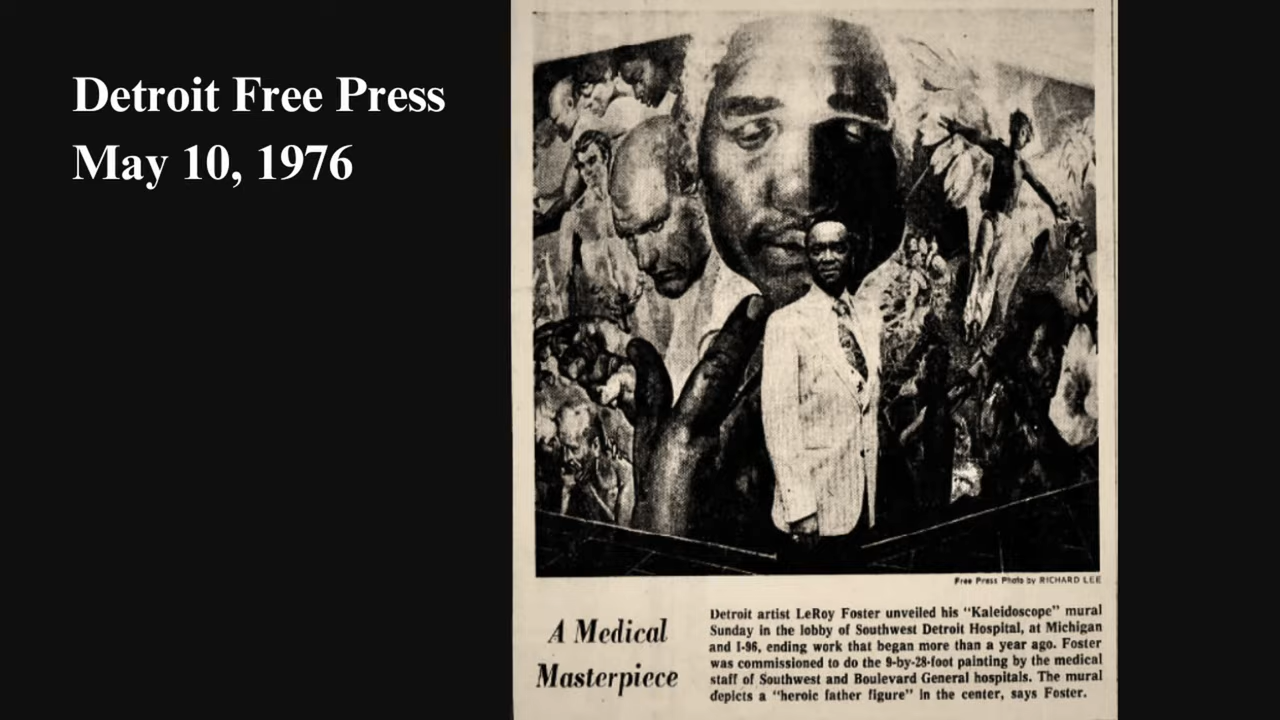 Detroit Free Press
May 10, 1976
Free Press Photo by RICHARD LEE
A Medical
Masterpiece
Detroit artist LeRoy Foster unveiled his "Kaleidoscope" mural
Sunday in the lobby of Southwest Detroit Hospital, at Michigan
and I-96, ending work that began more than a year ago. Foster
was commissioned to do the 9-by-28-foot painting by the medical
staff of Southwest and Boulevard General hospitals. The mural
depicts a "heroic father figure" in the center, says Foster.